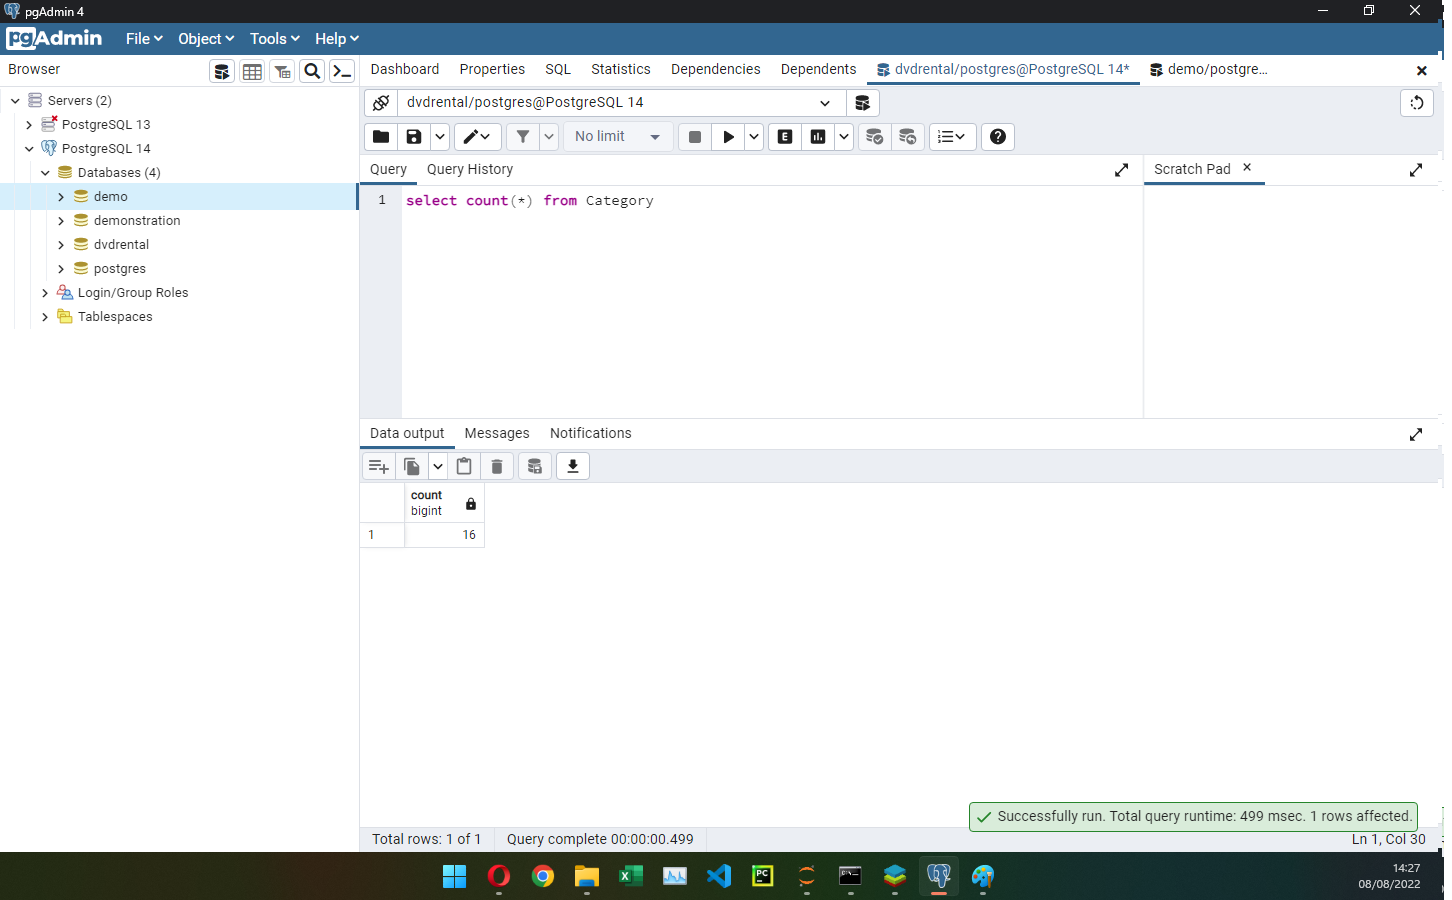 pgAdmin 4
pgAdmin File Object Tools Help
Browser
Dashboard Properties SQL Statistics Dependencies Dependents dvdrental/postgres@PostgreSQL 14* demo/postgre...
Servers (2)
PostgreSQL 13
PostgreSQL 14
Databases (4)
demo
demonstration
dvdrental
postgres
Login/Group Roles
Tablespaces
dvdrental/postgres@PostgreSQL 14
No limit E
Query Query History Scratch Pad
1 select count(*) from Category
Data output Messages Notifications
count
bigint
1 16
Successfully run. Total query runtime: 499 msec. 1 rows affected.
Total rows: 1 of 1 Query complete 00:00:00.499 Ln 1, Col 30
PC
14:27
08/08/2022